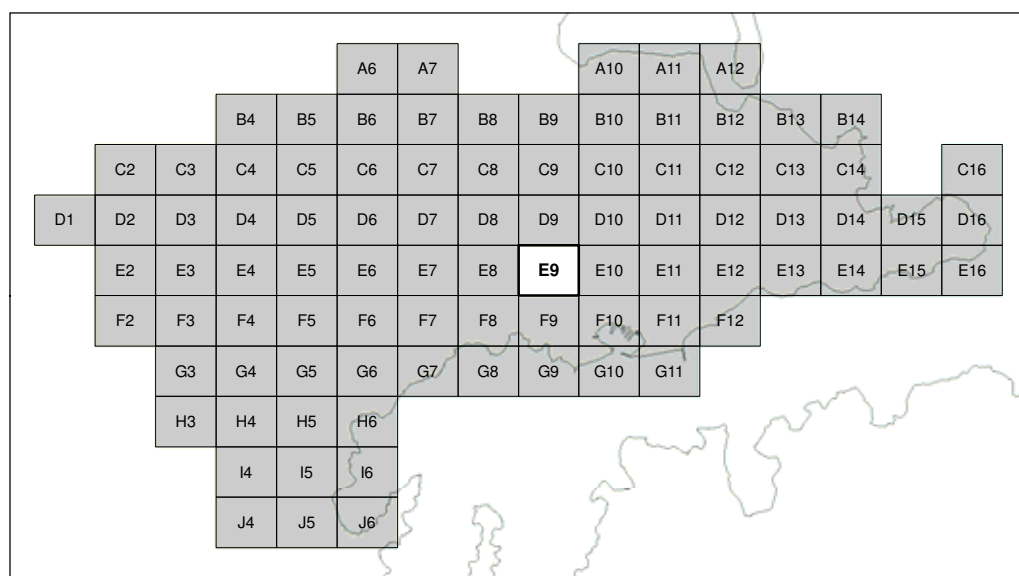 A6 A7 A10 A11 A12
B4 B5 B6 B7 B8 B9 B10 B11 B12 B13 B14
C2 C3 C4 C5 C6 C7 C8 C9 C10 C11 C12 C13 C14 C16
D1 D2 D3 D4 D5 D6 D7 D8 D9 D10 D11 D12 D13 D14 D15 D16
E2 E3 E4 E5 E6 E7 E8 E9 E10 E11 E12 E13 E14 E15 E16
F2 F3 F4 F5 F6 F7 F8 F9 F10 F11 F12
G3 G4 G5 G6 G7 G8 G9 G10 G11
H3 H4 H5 H6
I4 I5 I6
J4 J5 J6